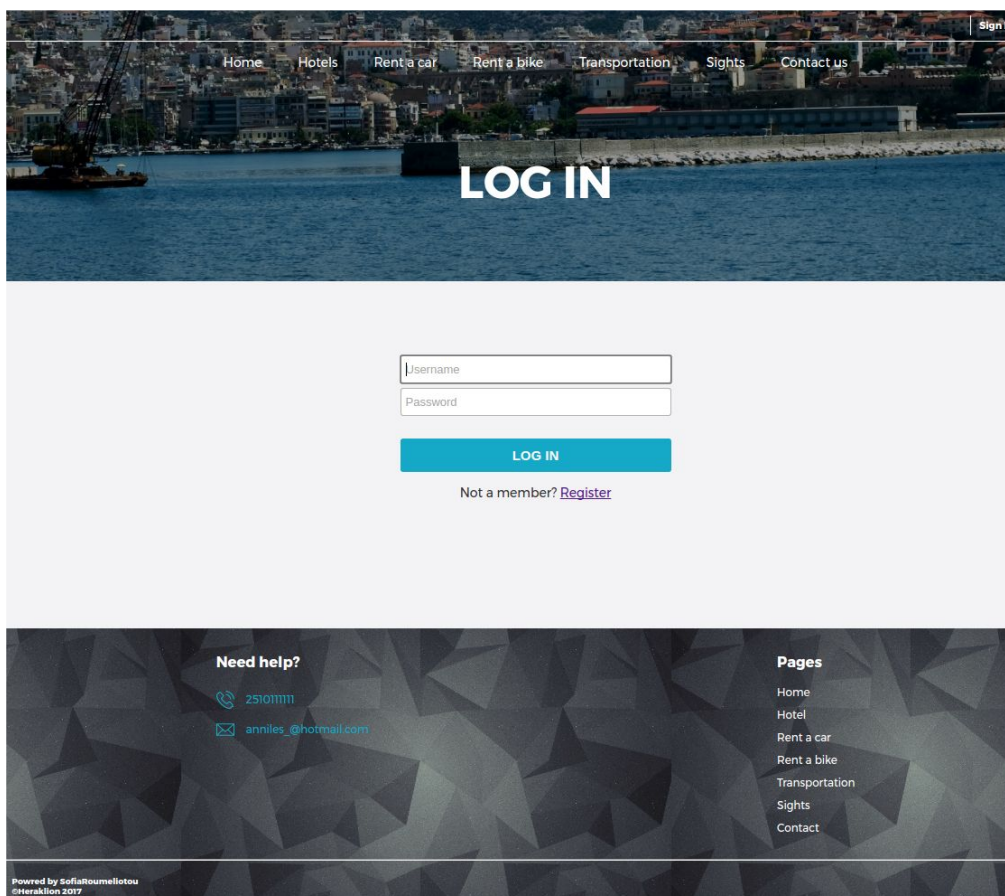 Sign
Home Hotels Rent a car Rent a bike Transportation Sights Contact us
LOG IN
Username
Password
LOG IN
Not a member? Register
Need help?
2510111111
anniles_@hotmail.com
Pages
Home
Hotel
Rent a car
Rent a bike
Transportation
Sights
Contact
Powred by SofiaRoumeliotou
©Heraklion 2017